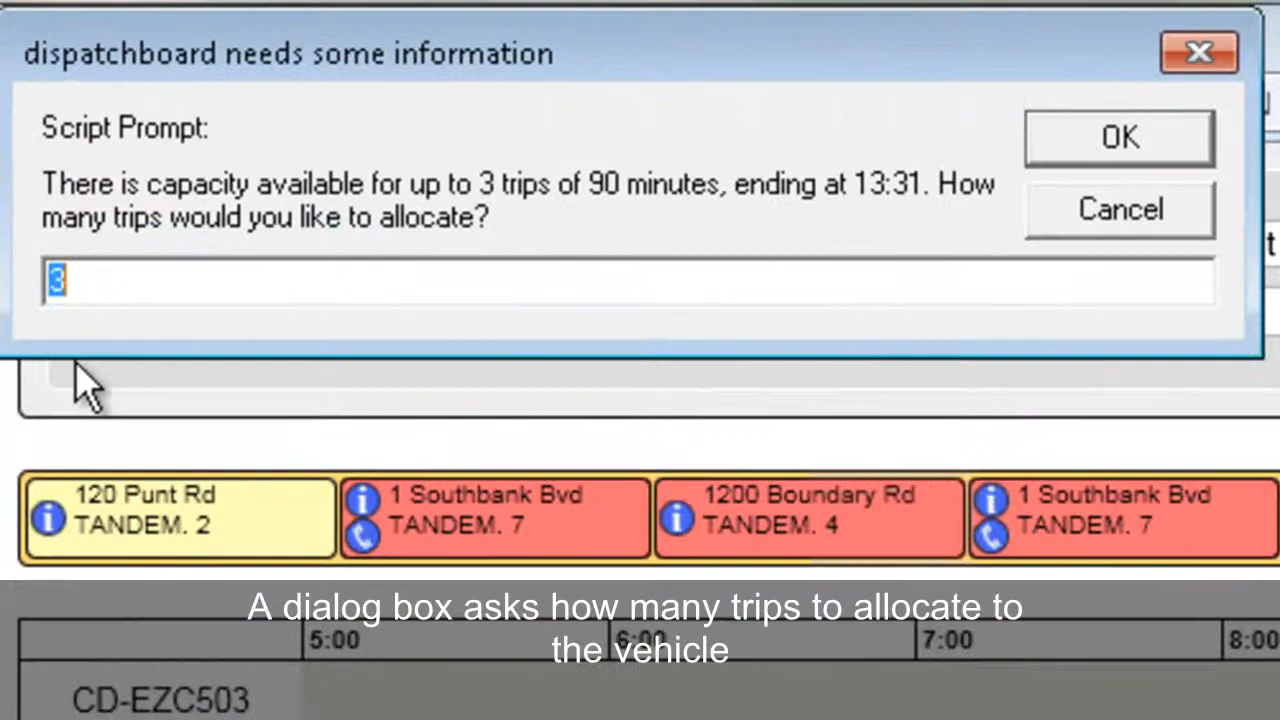 dispatchboard needs some information
Script Prompt:
OK
There is capacity available for up to 3 trips of 90 minutes, ending at 13:31. How
many trips would you like to allocate?
Cancel
3
t
120 Punt Rd
TANDEM. 2
1 Southbank Bvd
TANDEM. 7
1200 Boundary Rd
TANDEM. 4
1 Southbank Bvd
TANDEM. 7
A dialog box asks how many trips to allocate to
the vehicle
5:00
6:00
7:00
8:00
CD-EZC503